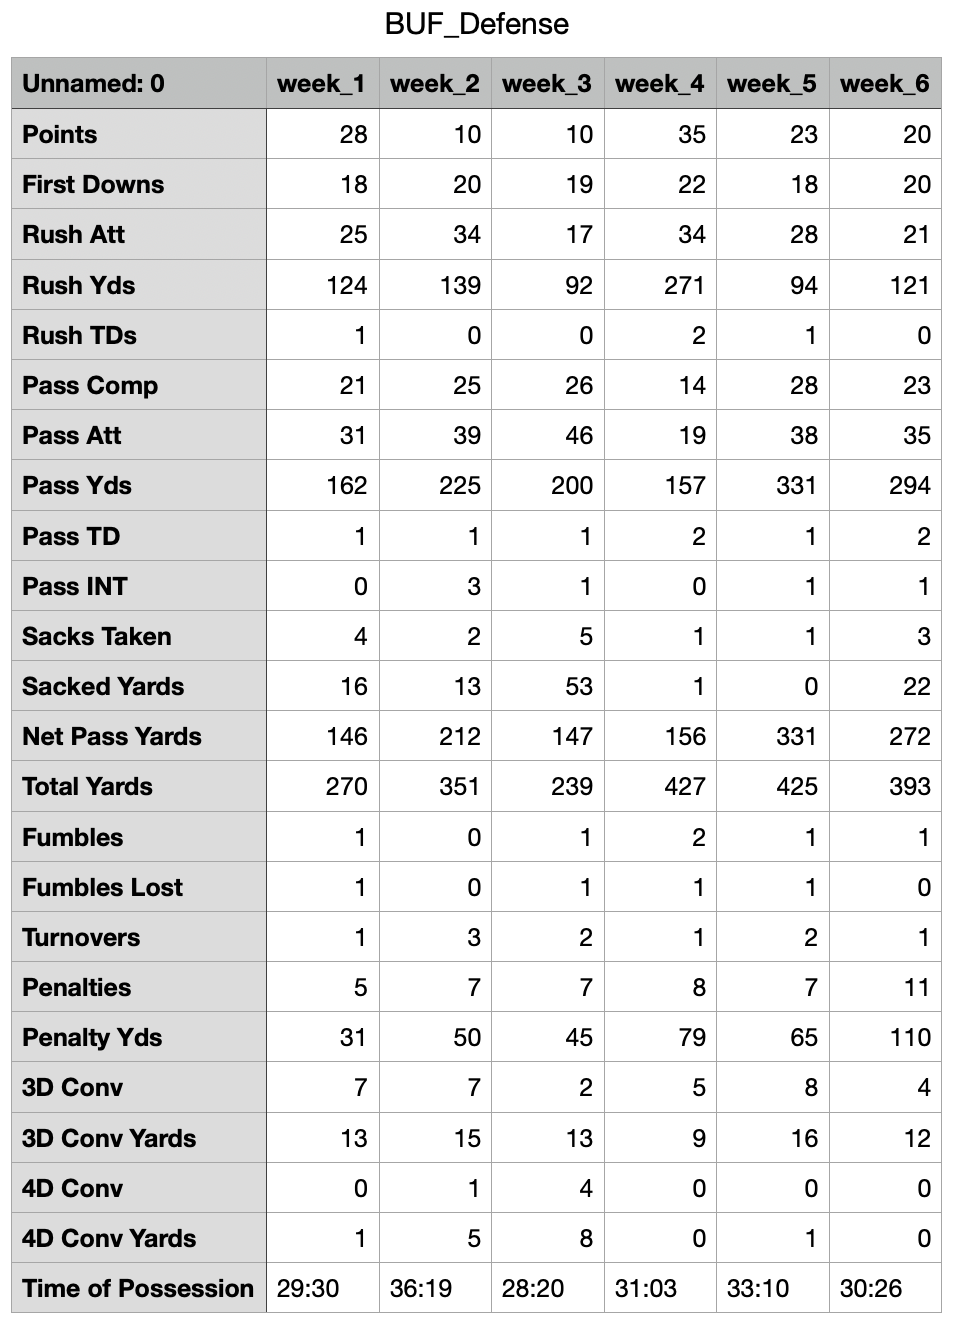 BUF_Defense
Unnamed: 0 week_1 week_2 week_3 week_4 week_5 week_6
Points 28 10 10 35 23 20
First Downs 18 20 19 22 18 20
Rush Att 25 34 17 34 28 21
Rush Yds 124 139 92 271 94 121
Rush TDs 1 0 0 2 1 0
Pass Comp 21 25 26 14 28 23
Pass Att 31 39 46 19 38 35
Pass Yds 162 225 200 157 331 294
Pass TD 1 1 1 2 1 2
Pass INT 0 3 1 0 1 1
Sacks Taken 4 2 5 1 1 3
Sacked Yards 16 13 53 1 0 22
Net Pass Yards 146 212 147 156 331 272
Total Yards 270 351 239 427 425 393
Fumbles 1 0 1 2 1 1
Fumbles Lost 1 0 1 1 1 0
Turnovers 1 3 2 1 2 1
Penalties 5 7 7 8 7 11
Penalty Yds 31 50 45 79 65 110
3D Conv 7 7 2 5 8 4
3D Conv Yards 13 15 13 9 16 12
4D Conv 0 1 4 0 0 0
4D Conv Yards 1 5 8 0 1 0
Time of Possession 29:30 36:19 28:20 31:03 33:10 30:26